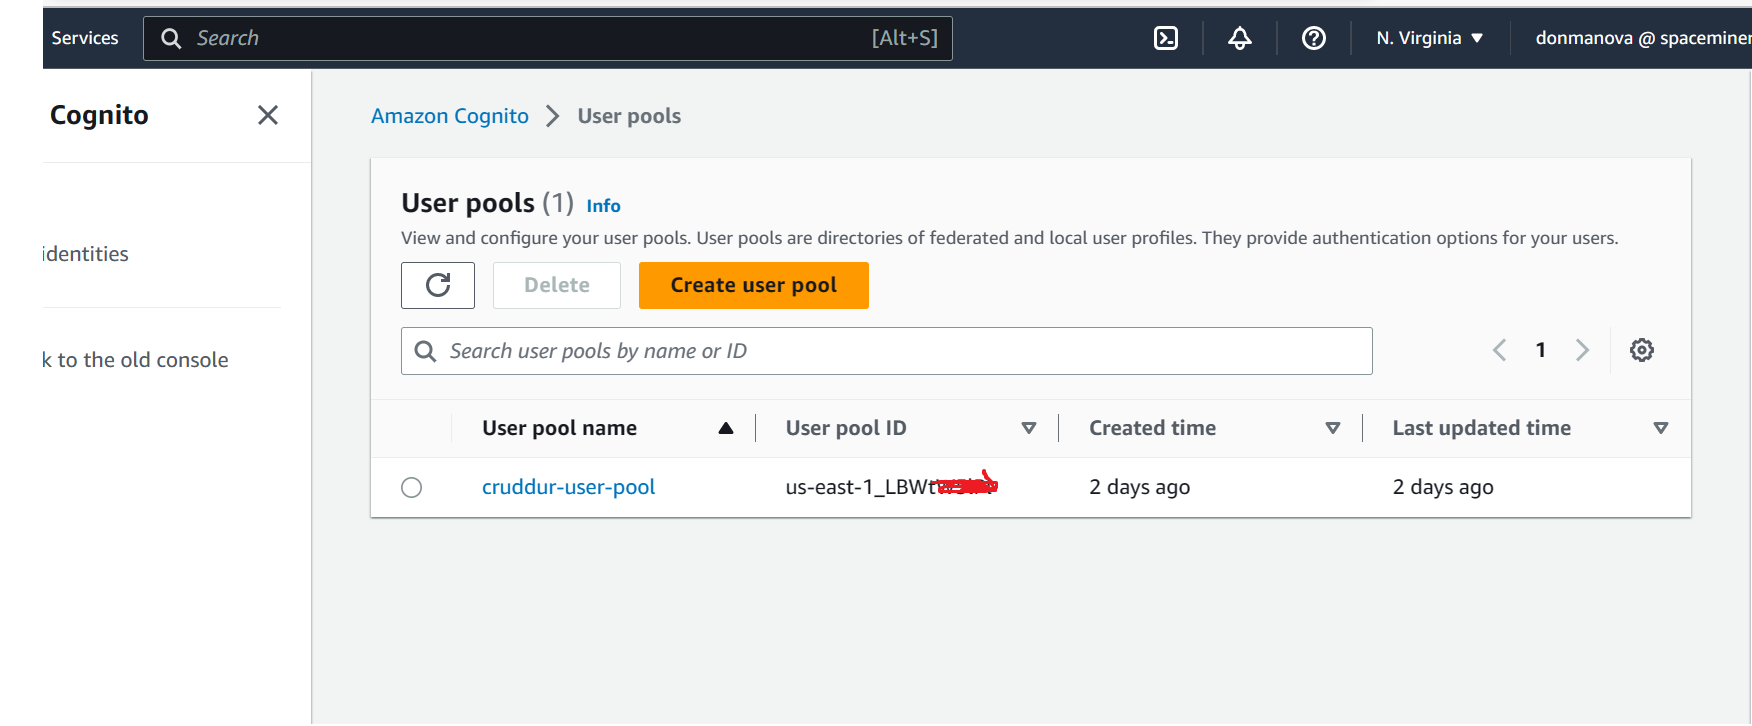 Services
Search [Alt+S]
N. Virginia
donmanova @ spaceminer
Cognito
identities
k to the old console
Amazon Cognito > User pools
User pools (1) Info
View and configure your user pools. User pools are directories of federated and local user profiles. They provide authentication options for your users.
Delete
Create user pool
Search user pools by name or ID
1
User pool name User pool ID Created time Last updated time
cruddur-user-pool us-east-1_LBWt 2 days ago 2 days ago